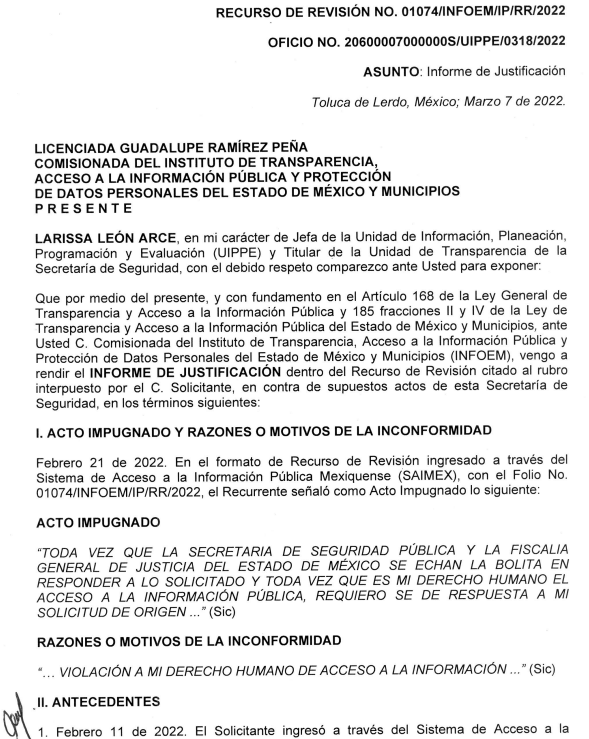 RECURSO DE REVISIÓN NO. 01074/INFOEM/IP/RR/2022
OFICIO NO. 20600007000000S/UIPPE/0318/2022
ASUNTO: Informe de Justificación
Toluca de Lerdo, México; Marzo 7 de 2022.
LICENCIADA GUADALUPE RAMÍREZ PEÑA
COMISIONADA DEL INSTITUTO DE TRANSPARENCIA,
ACCESO A LA INFORMACIÓN PÚBLICA Y PROTECCIÓN
DE DATOS PERSONALES DEL ESTADO DE MÉXICO Y MUNICIPIOS
P R E S E N T E
LARISSA LEÓN ARCE, en mi carácter de Jefa de la Unidad de Información, Planeación,
Programación y Evaluación (UIPPE) y Titular de la Unidad de Transparencia de la
Secretaría de Seguridad, con el debido respeto comparezco ante Usted para exponer:
Que por medio del presente, y con fundamento en el Artículo 168 de la Ley General de
Transparencia y Acceso a la Información Pública y 185 fracciones II y IV de la Ley de
Transparencia y Acceso a la Información Pública del Estado de México y Municipios, ante
Usted C. Comisionada del Instituto de Transparencia, Acceso a la Información Pública y
Protección de Datos Personales del Estado de México y Municipios (INFOEM), vengo a
rendir el INFORME DE JUSTIFICACIÓN dentro del Recurso de Revisión citado al rubro
interpuesto por el C. Solicitante, en contra de supuestos actos de esta Secretaría de
Seguridad, en los términos siguientes:
I. ACTO IMPUGNADO Y RAZONES O MOTIVOS DE LA INCONFORMIDAD
Febrero 21 de 2022. En el formato de Recurso de Revisión ingresado a través del
Sistema de Acceso a la Información Pública Mexiquense (SAIMEX), con el Folio No.
01074/INFOEM/IP/RR/2022, el Recurrente señaló como Acto Impugnado lo siguiente:
ACTO IMPUGNADO
“TODA VEZ QUE LA SECRETARIA DE SEGURIDAD PÚBLICA Y LA FISCALIA
GENERAL DE JUSTICIA DEL ESTADO DE MÉXICO SE ECHAN LA BOLITA EN
RESPONDER A LO SOLICITADO Y TODA VEZ QUE ES MI DERECHO HUMANO EL
ACCESO A LA INFORMACIÓN PÚBLICA, REQUIERO SE DE RESPUESTA A MI
SOLICITUD DE ORIGEN ...” (Sic)
RAZONES O MOTIVOS DE LA INCONFORMIDAD
“... VIOLACIÓN A MI DERECHO HUMANO DE ACCESO A LA INFORMACIÓN ...” (Sic)
II. ANTECEDENTES
1. Febrero 11 de 2022. El Solicitante ingresó a través del Sistema de Acceso a la